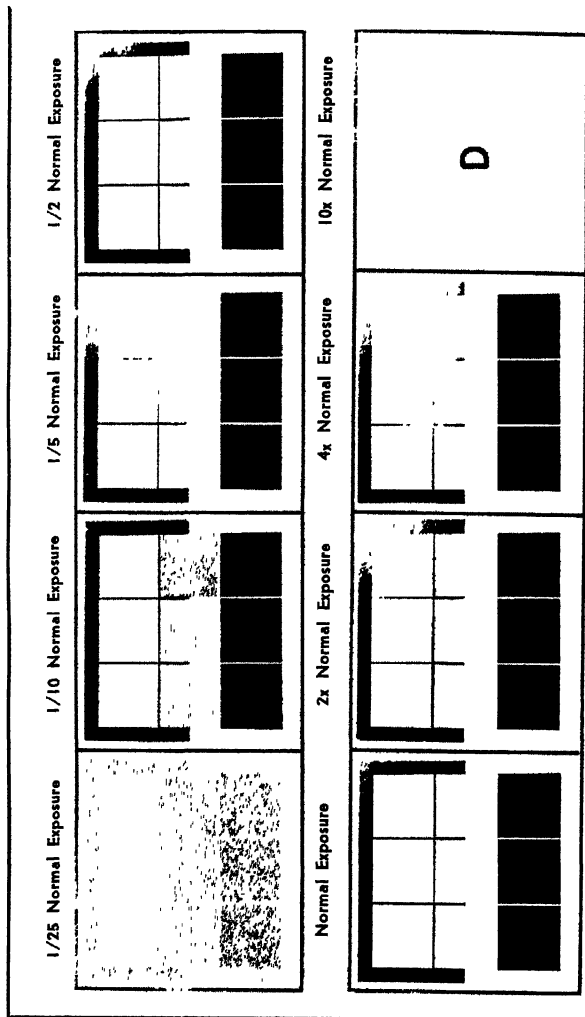 1/25 Normal Exposure
1/10 Normal Exposure
1/5 Normal Exposure
1/2 Normal Exposure
Normal Exposure
2x Normal Exposure
4x Normal Exposure
10x Normal Exposure
D